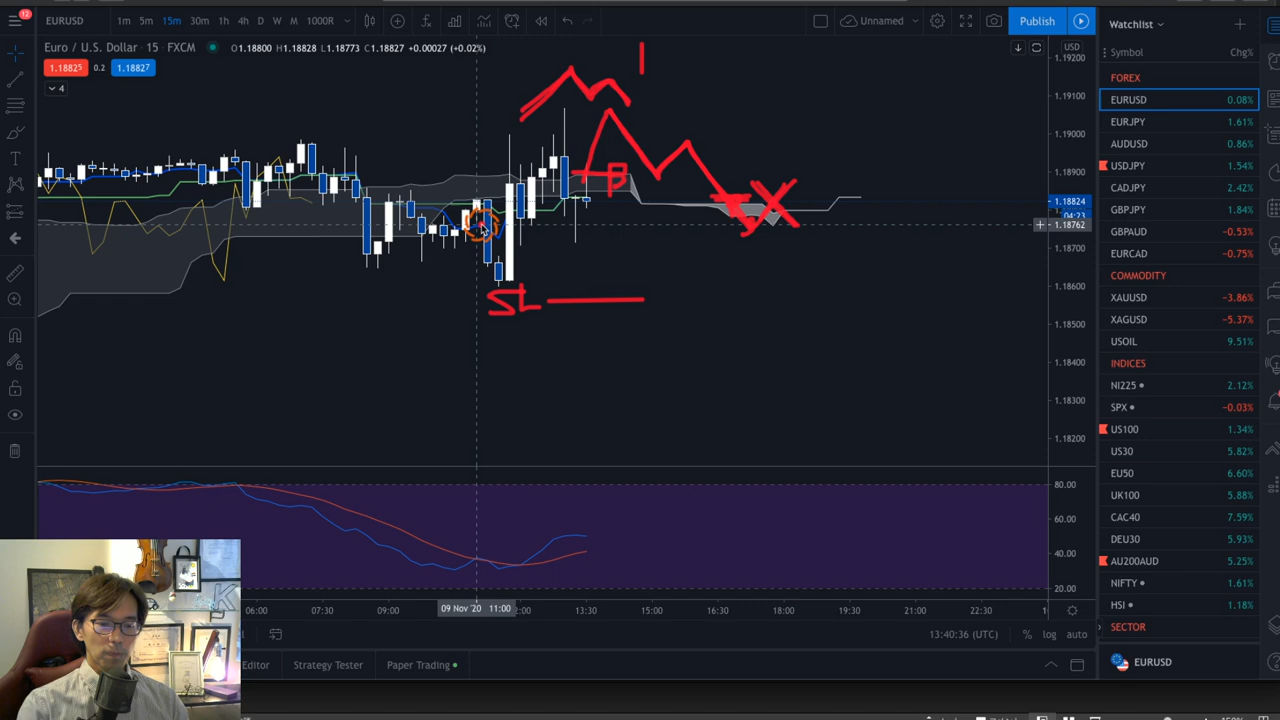 12
EURUSD 1m 5m 15m 30m 1h 4h D W M 1000R Unnamed Publish Watchlist
Euro / U.S. Dollar · 15 · FXCM O1.18800 H1.18828 L1.18773 C1.18827 +0.00027 (+0.02%) USD
1.18825 0.2 1.18827
4
1.19200
1.19100
1.19000
1.18900
1.18824
04:23
1.18762
1.18700
1.18600
1.18500
1.18400
1.18300
1.18200
B
SL
80.00
60.00
40.00
20.00
06:00 07:30 09:00 09 Nov '20 11:00 2:00 13:30 15:00 16:30 18:00 19:30 21:00 22:30
13:40:36 (UTC) % log auto
Editor Strategy Tester Paper Trading
Symbol Chg%
FOREX
EURUSD 0.08%
EURJPY 1.61%
AUDUSD 0.86%
USDJPY 1.54%
CADJPY 2.42%
GBPJPY 1.84%
GBPAUD −0.53%
EURCAD −0.75%
COMMODITY
XAUUSD −3.86%
XAGUSD −5.37%
USOIL 9.51%
INDICES
NI225 2.12%
SPX −0.03%
US100 1.34%
US30 5.82%
EU50 6.60%
UK100 5.88%
CAC40 7.59%
DEU30 5.93%
AU200AUD 5.25%
NIFTY 1.61%
HSI 1.18%
SECTOR
EURUSD